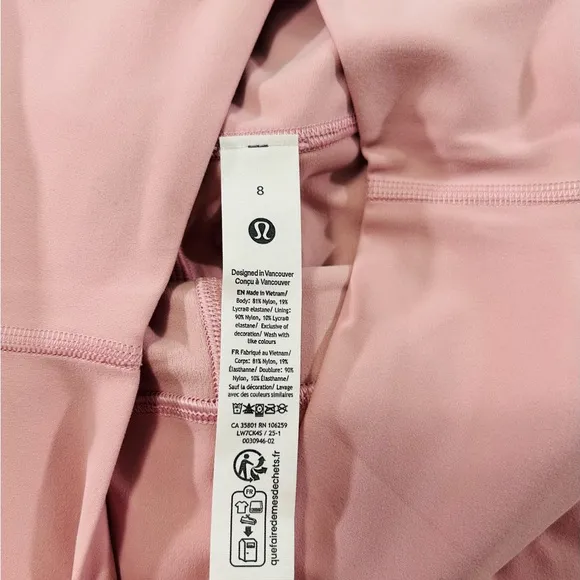 8
Designed in Vancouver
Conçu à Vancouver
EN Made in Vietnam/
Body: 81% Nylon, 19%
Lycra® elastane/ Lining:
90% Nylon, 10% Lycra®
elastane/ Exclusive of
decoration/ Wash with
like colours
FR Fabriqué au Vietnam/
Corps: 81% Nylon, 19%
Élasthanne/ Doublure: 90%
Nylon, 10% Élasthanne/
Sauf la décoration/ Lavage
avec des couleurs similaires
CA 35801 RN 106259
LW7CK4S / 25-1
0030946-02
FR
quefairedemesdechets.fr